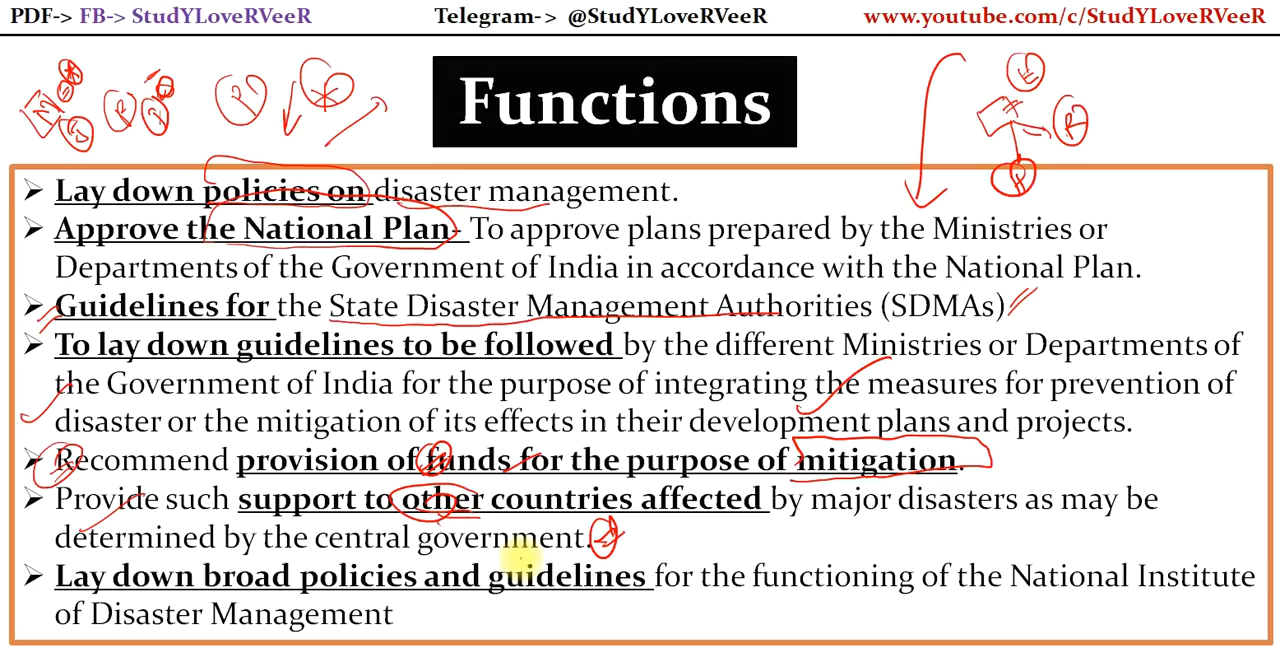 PDF-> FB-> StudYLoveRVeeR Telegram-> @StudYLoveRVeeR www.youtube.com/c/StudYLoveRVeeR
Functions
➢ Lay down policies on disaster management.
➢ Approve the National Plan- To approve plans prepared by the Ministries or
Departments of the Government of India in accordance with the National Plan.
➢ Guidelines for the State Disaster Management Authorities (SDMAs)
➢ To lay down guidelines to be followed by the different Ministries or Departments of
the Government of India for the purpose of integrating the measures for prevention of
disaster or the mitigation of its effects in their development plans and projects.
➢ Recommend provision of funds for the purpose of mitigation.
➢ Provide such support to other countries affected by major disasters as may be
determined by the central government.
➢ Lay down broad policies and guidelines for the functioning of the National Institute
of Disaster Management